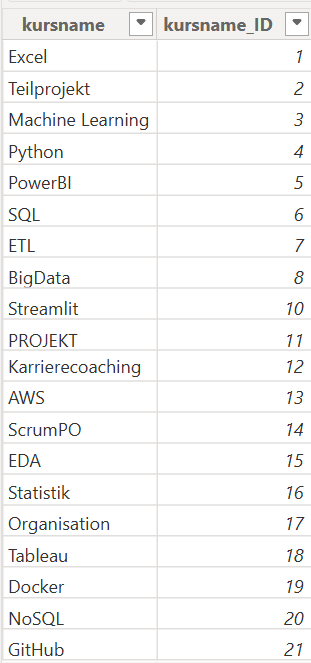 kursname kursname_ID
Excel 1
Teilprojekt 2
Machine Learning 3
Python 4
PowerBI 5
SQL 6
ETL 7
BigData 8
Streamlit 10
PROJEKT 11
Karrierecoaching 12
AWS 13
ScrumPO 14
EDA 15
Statistik 16
Organisation 17
Tableau 18
Docker 19
NoSQL 20
GitHub 21